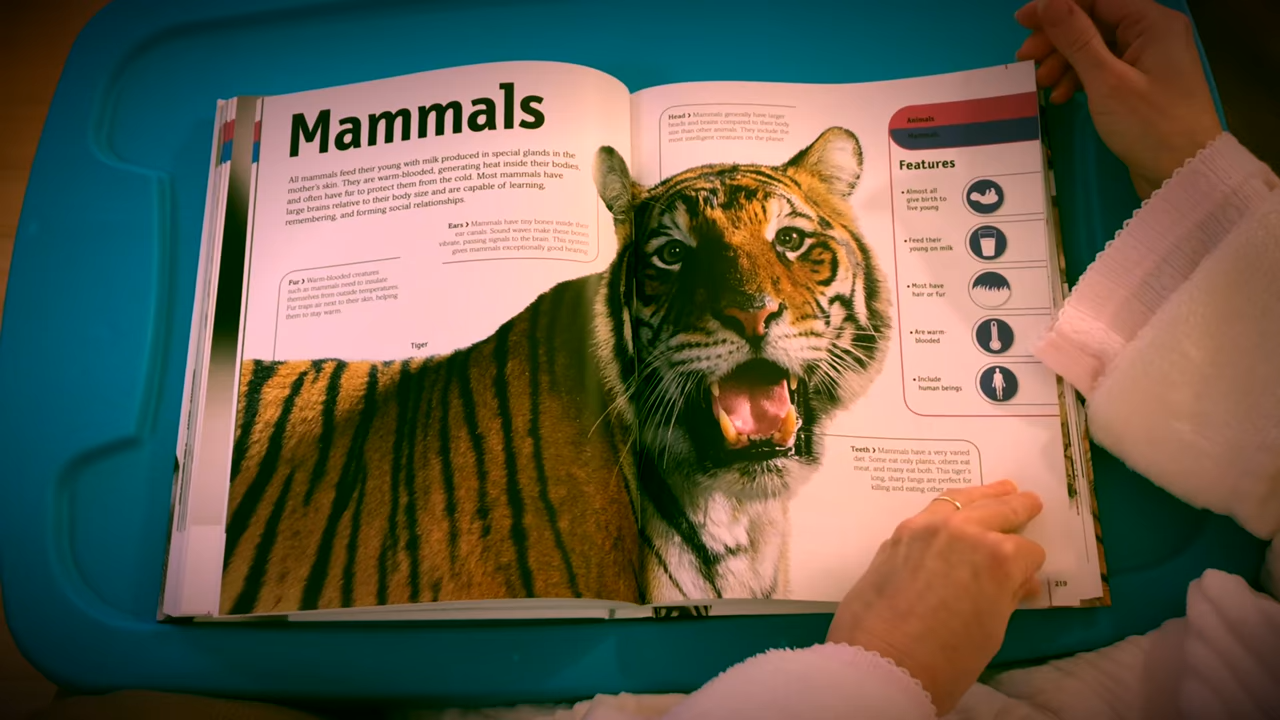 Mammals
All mammals feed their young with milk produced in special glands in the
mother's skin. They are warm-blooded, generating heat inside their bodies,
and often have fur to protect them from the cold. Most mammals have
large brains relative to their body size and are capable of learning,
remembering, and forming social relationships.
Ears ❯ Mammals have tiny bones inside their
ear canals. Sound waves make these bones
vibrate, passing signals to the brain. This system
gives mammals exceptionally good hearing.
Fur ❯ Warm-blooded creatures
such as mammals need to insulate
themselves from outside temperatures.
Fur traps air next to their skin, helping
them to stay warm.
Tiger
Head ❯ Mammals generally have larger
heads and brains compared to their body
size than other animals. They include the
most intelligent creatures on the planet.
Animals
Mammals
Features
• Almost all
give birth to
live young
• Feed their
young on milk
• Most have
hair or fur
• Are warm-
blooded
• Include
human beings
Teeth ❯ Mammals have a very varied
diet. Some eat only plants, others eat
meat, and many eat both. This tiger's
long, sharp fangs are perfect for
killing and eating other
219